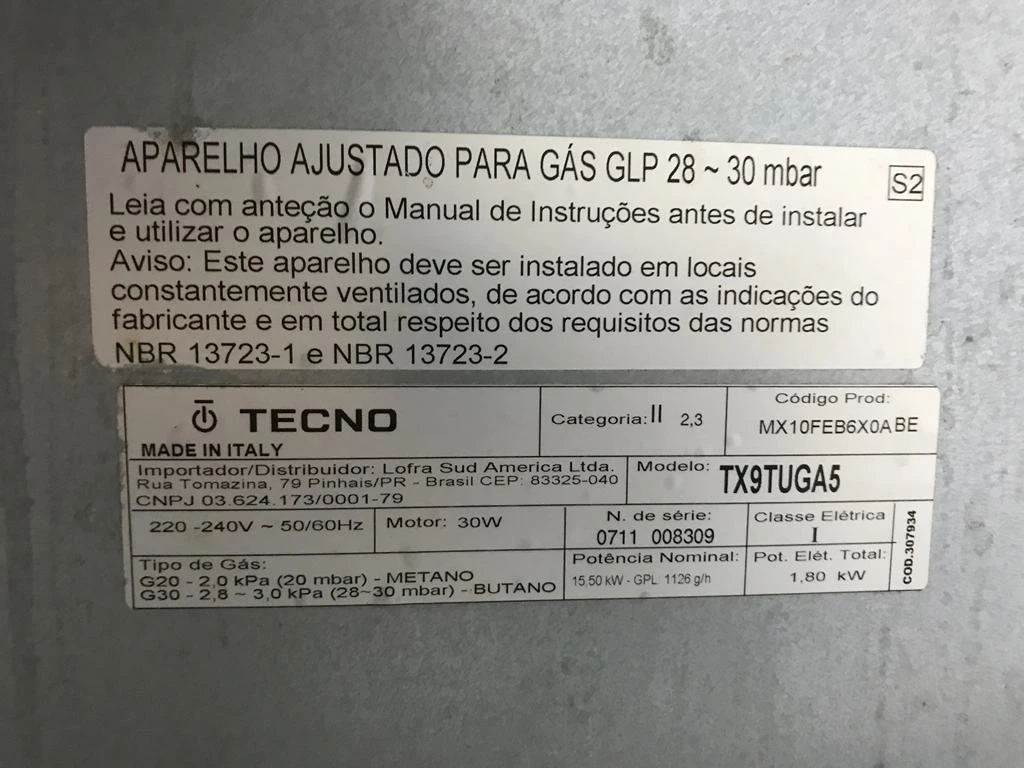 APARELHO AJUSTADO PARA GÁS GLP 28 ~ 30 mbar
S2
Leia com anteção o Manual de Instruções antes de instalar
e utilizar o aparelho.
Aviso: Este aparelho deve ser instalado em locais
constantemente ventilados, de acordo com as indicações do
fabricante e em total respeito dos requisitos das normas
NBR 13723-1 e NBR 13723-2
TECNO
MADE IN ITALY
Categoria: II 2,3
Código Prod:
MX10FEB6X0A BE
Importador/Distribuidor: Lofra Sud America Ltda.
Rua Tomazina, 79 Pinhais/PR - Brasil CEP: 83325-040
CNPJ 03.624.173/0001-79
Modelo: TX9TUGA5
220 -240V ~ 50/60Hz
Motor: 30W
N. de série:
0711 008309
Classe Elétrica
I
Tipo de Gás:
G20 - 2,0 kPa (20 mbar) - METANO
G30 - 2,8 ~ 3,0 kPa (28~30 mbar) - BUTANO
Potência Nominal:
15.50 kW - GPL: 1126 g/h
Pot. Elét. Total:
1,80 kW
COD.307934